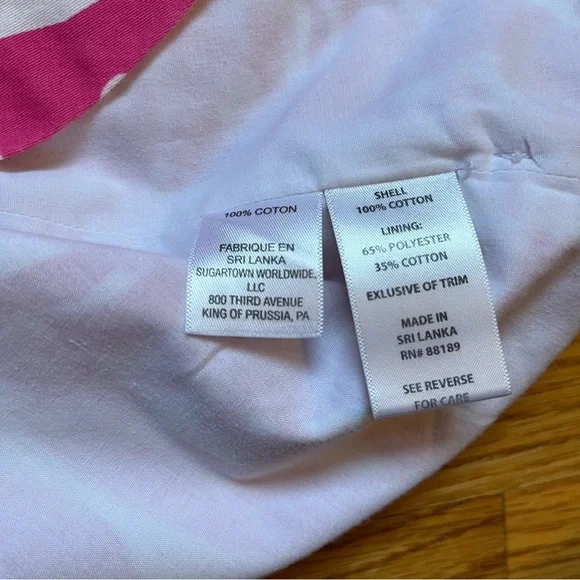 100% COTON
FABRIQUE EN
SRI LANKA
SUGARTOWN WORLDWIDE,
LLC
800 THIRD AVENUE
KING OF PRUSSIA, PA
SHELL
100% COTTON
LINING:
65% POLYESTER
35% COTTON
EXCLUSIVE OF TRIM
MADE IN
SRI LANKA
RN# 88189
SEE REVERSE
FOR CARE